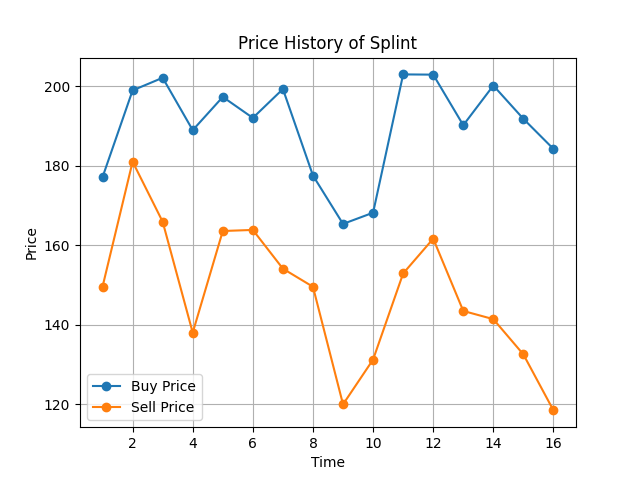 Price History of Splint
Price
200
180
160
140
120
Buy Price
Sell Price
2 4 6 8 10 12 14 16
Time